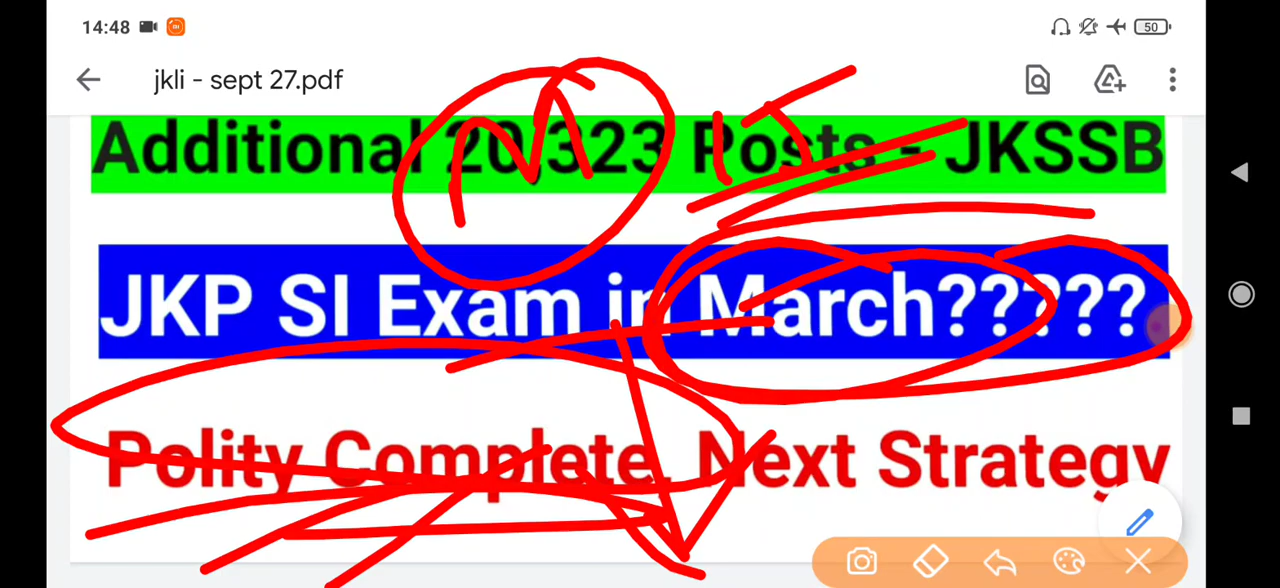 14:48 50
jkli - sept 27.pdf
Additional 20,323 Posts - JKSSB
JKP SI Exam in March?????
Polity Complete, Next Strategy